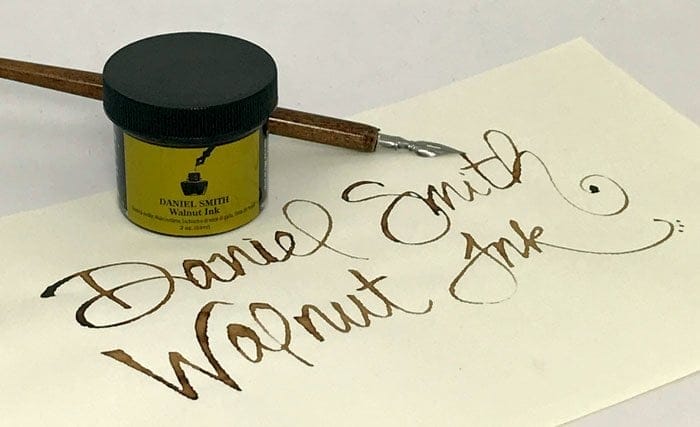 DANIEL SMITH
Walnut Ink
2 oz. (59ml)
Daniel Smith
Walnut Ink